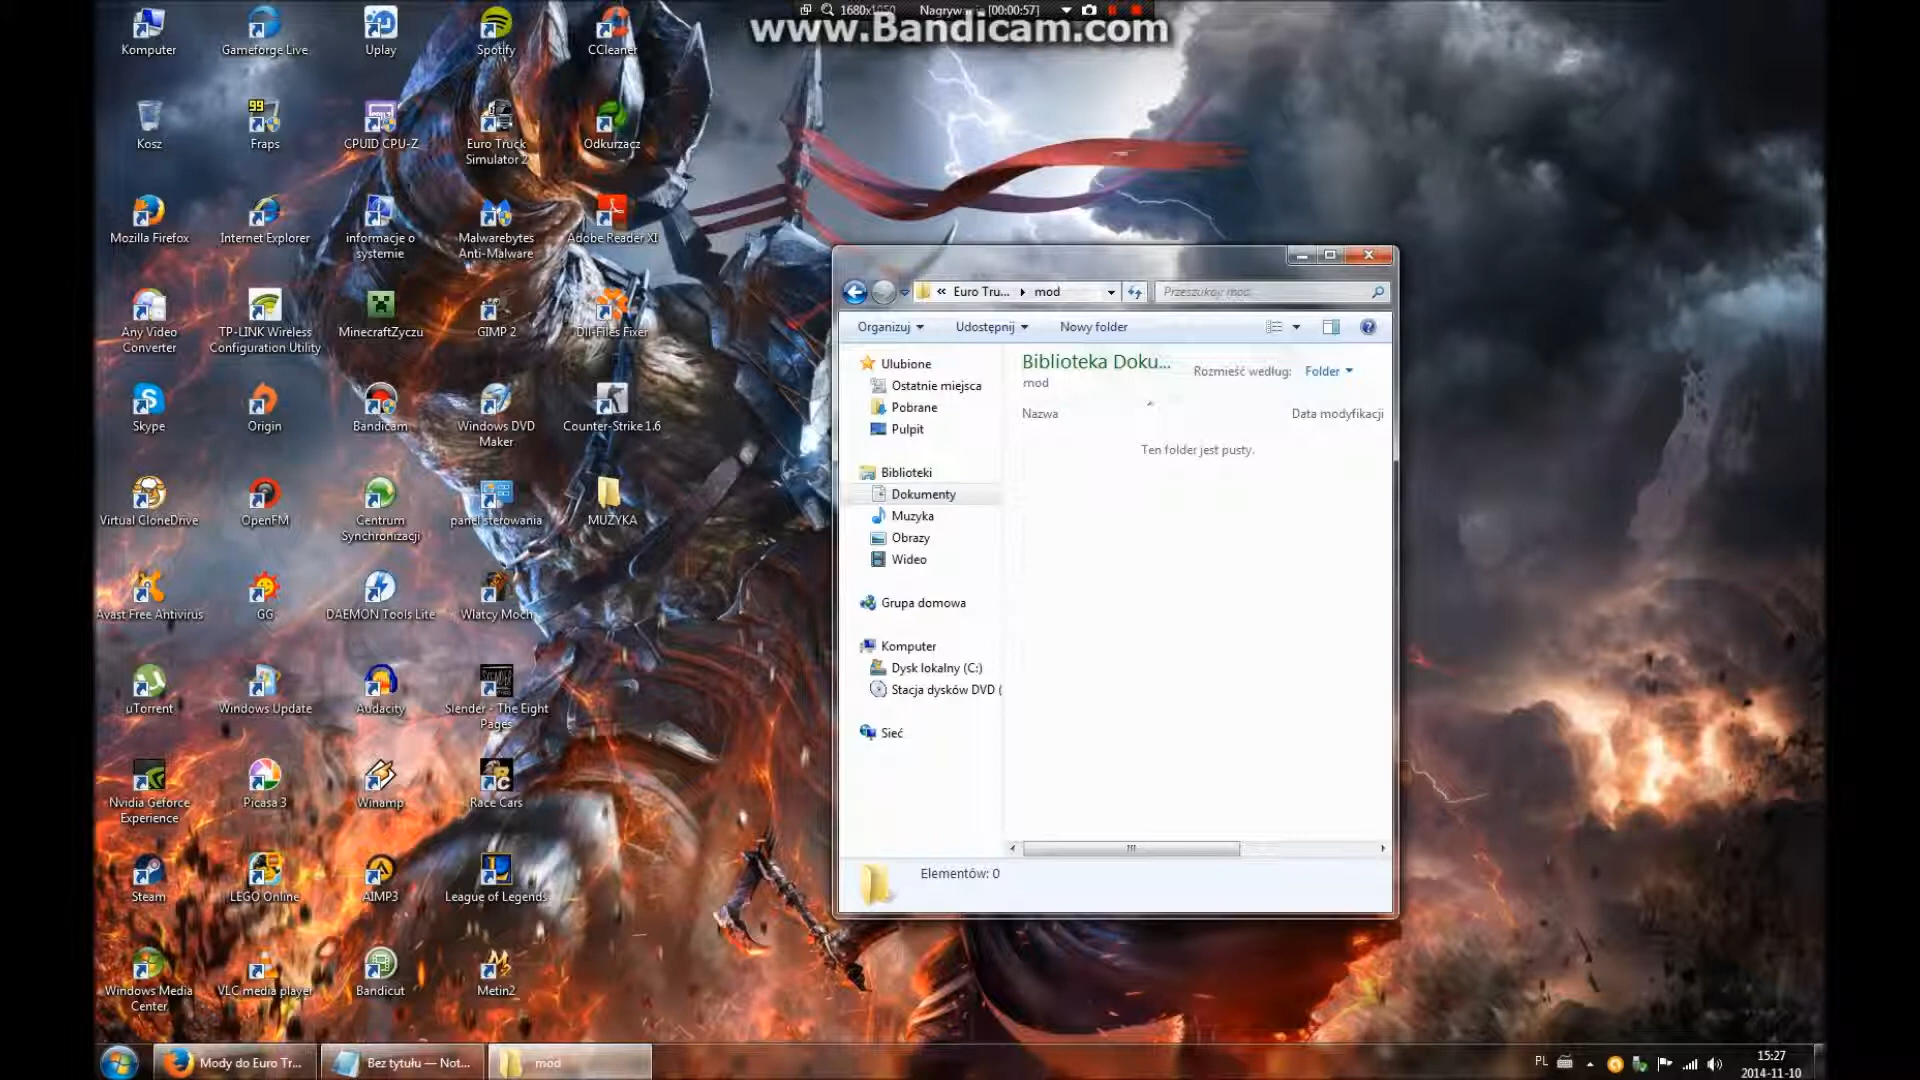 1680x1050 Nagrywanie [00:00:57]
www.Bandicam.com
Komputer
Gameforge Live
Uplay
Spotify
CCleaner
Kosz
Fraps
CPUID CPU-Z
Euro Truck
Simulator 2
Odkurzacz
Mozilla Firefox
Internet Explorer
informacje o
systemie
Malwarebytes
Anti-Malware
Adobe Reader XI
Any Video
Converter
TP-LINK Wireless
Configuration Utility
MinecraftZyczu
GIMP 2
Dll-Files Fixer
Skype
Origin
Bandicam
Windows DVD
Maker
Counter-Strike 1.6
Virtual CloneDrive
OpenFM
Centrum
Synchronizacji
panel sterowania
MUZYKA
Avast Free Antivirus
GG
DAEMON Tools Lite
Wlatcy Moch
µTorrent
Windows Update
Audacity
Slender - The Eight
Pages
Nvidia Geforce
Experience
Picasa 3
Winamp
Race Cars
Steam
LEGO Online
AIMP3
League of Legends
Windows Media
Center
VLC media player
Bandicut
Metin2
« Euro Tru... mod
Przeszukaj: mod
Organizuj
Udostępnij
Nowy folder
Ulubione
Ostatnie miejsca
Pobrane
Pulpit
Biblioteki
Dokumenty
Muzyka
Obrazy
Wideo
Grupa domowa
Komputer
Dysk lokalny (C:)
Stacja dysków DVD (
Sieć
Biblioteka Doku...
mod
Rozmieść według: Folder
Nazwa
Data modyfikacji
Ten folder jest pusty.
Elementów: 0
Mody do Euro Tr...
Bez tytułu — Not...
mod
PL
15:27
2014-11-10